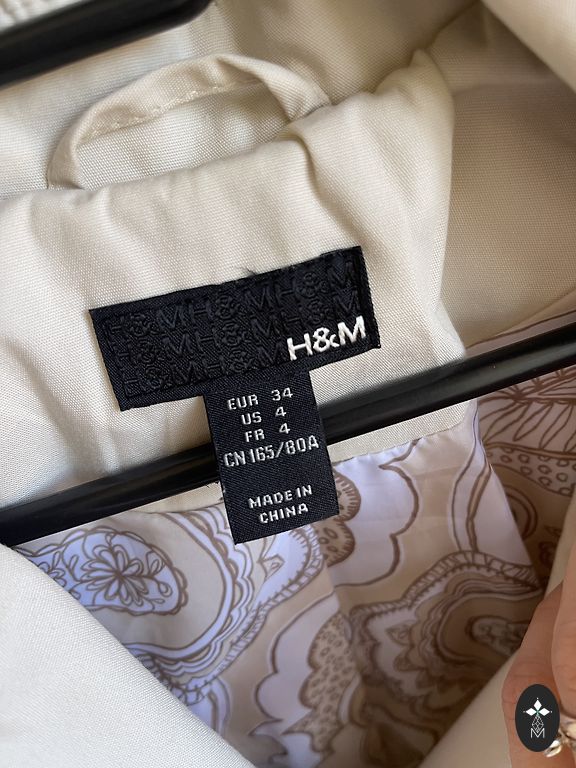 H&M
EUR 34
US 4
FR 4
CN 165/80A
MADE IN
CHINA